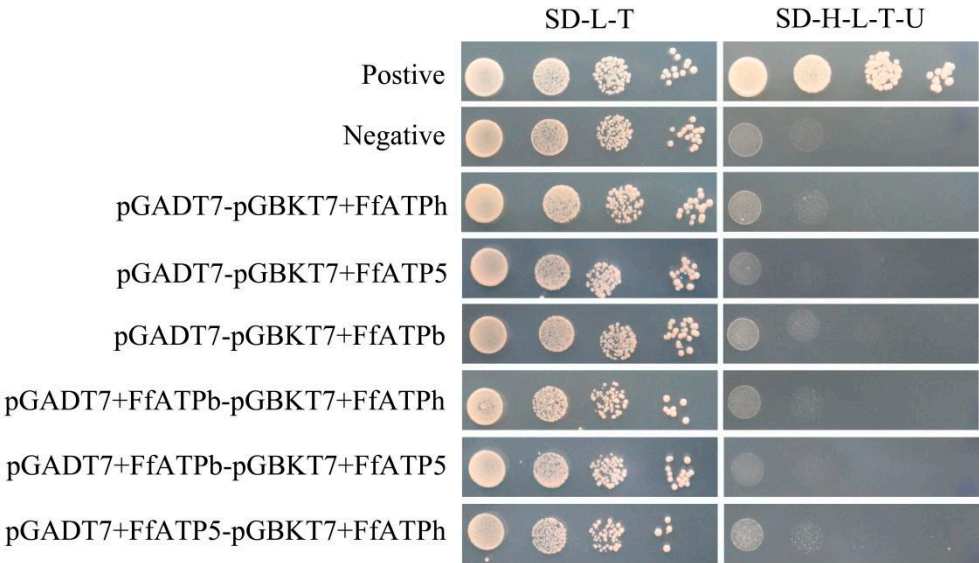 SD-L-T SD-H-L-T-U
Postive
Negative
pGADT7-pGBKT7+FfATPh
pGADT7-pGBKT7+FfATP5
pGADT7-pGBKT7+FfATPb
pGADT7+FfATPb-pGBKT7+FfATPh
pGADT7+FfATPb-pGBKT7+FfATP5
pGADT7+FfATP5-pGBKT7+FfATPh